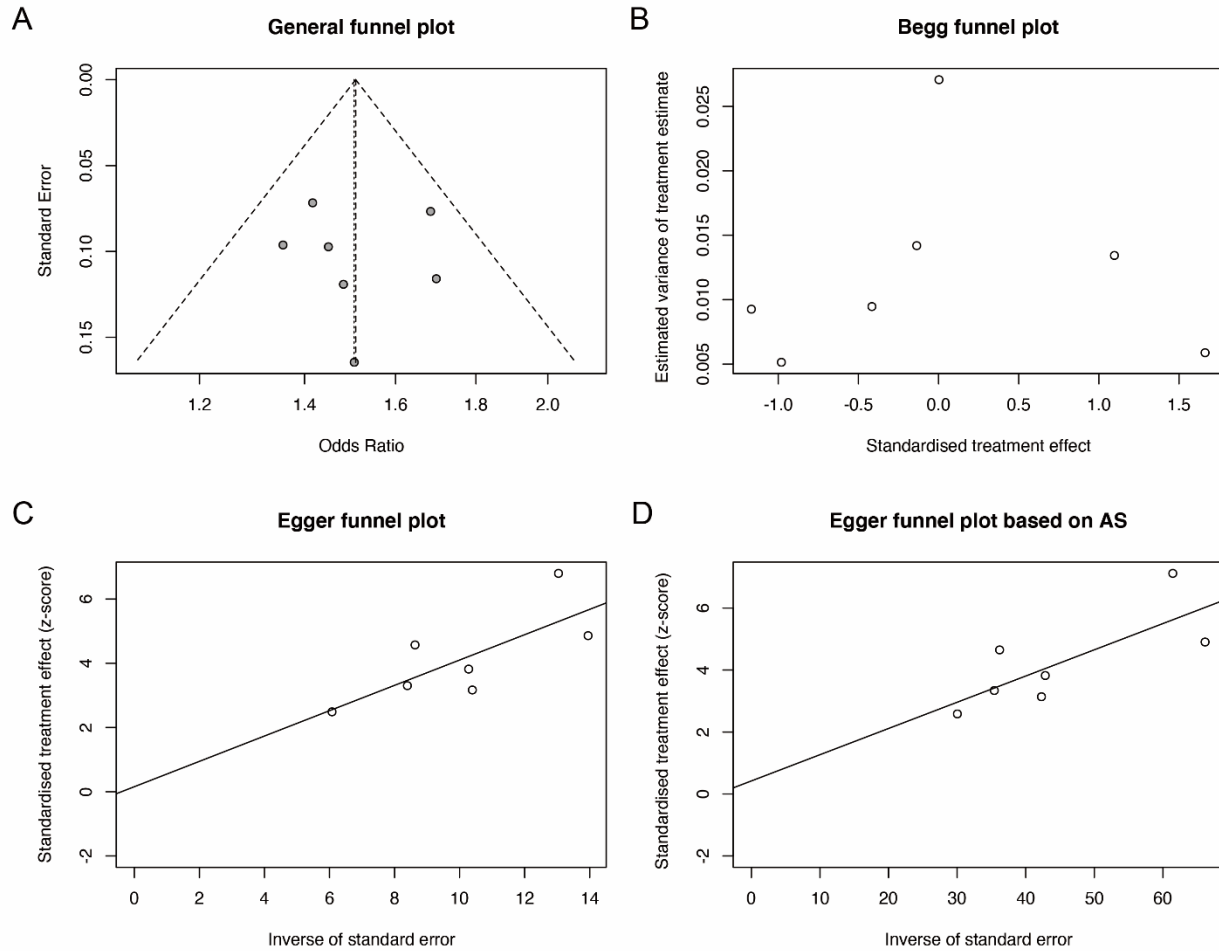 A
General funnel plot
Standard Error
0.00
0.05
0.10
0.15
1.2 1.4 1.6 1.8 2.0
Odds Ratio
B
Begg funnel plot
Estimated variance of treatment estimate
0.025
0.020
0.015
0.010
0.005
-1.0 -0.5 0.0 0.5 1.0 1.5
Standardised treatment effect
C
Egger funnel plot
Standardised treatment effect (z-score)
6
4
2
0
-2
0 2 4 6 8 10 12 14
Inverse of standard error
D
Egger funnel plot based on AS
Standardised treatment effect (z-score)
6
4
2
0
-2
0 10 20 30 40 50 60
Inverse of standard error